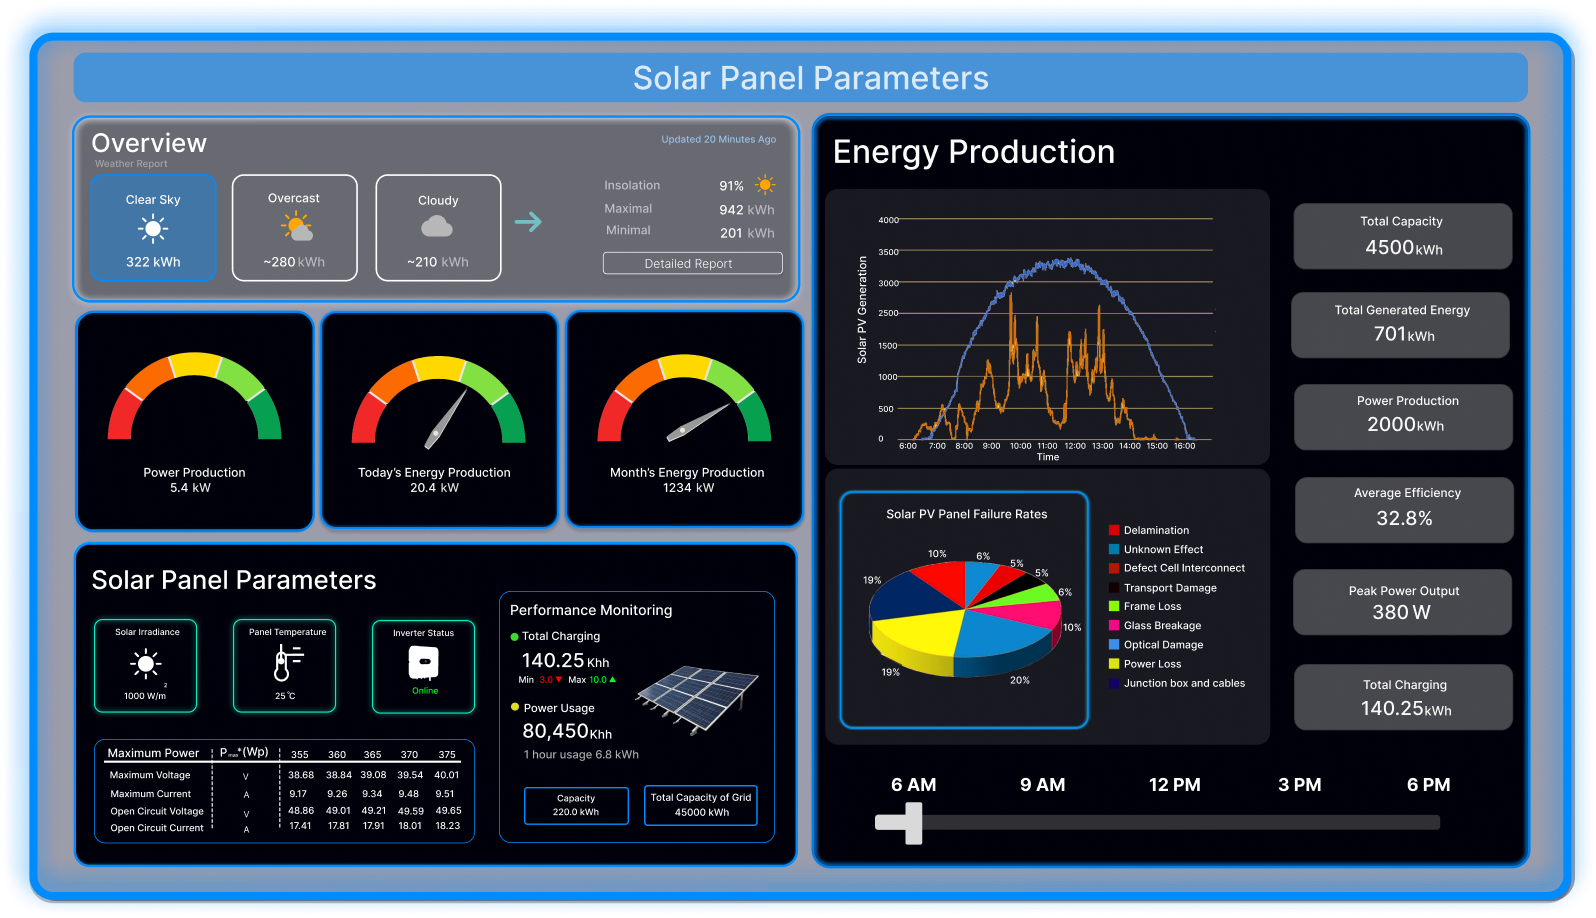 Solar Panel Parameters
Overview
Weather Report
Updated 20 Minutes Ago
Clear Sky
322 kWh
Overcast
~280 kWh
Cloudy
~210 kWh
Insolation 91%
Maximal 942 kWh
Minimal 201 kWh
Detailed Report
Power Production
5.4 kW
Today's Energy Production
20.4 kW
Month's Energy Production
1234 kW
Solar Panel Parameters
Solar Irradiance
1000 W/m 2
Panel Temperature
25 °C
Inverter Status
Online
Maximum Power P max*(Wp) 355 360 365 370 375
Maximum Voltage V 38.68 38.84 39.08 39.54 40.01
Maximum Current A 9.17 9.26 9.34 9.48 9.51
Open Circuit Voltage V 48.86 49.01 49.21 49.59 49.65
Open Circuit Current A 17.41 17.81 17.91 18.01 18.23
Performance Monitoring
Total Charging
140.25 Khh
Min 3.0 ▼ Max 10.0 ▲
Power Usage
80,450 Khh
1 hour usage 6.8 kWh
Capacity
220.0 kWh
Total Capacity of Grid
45000 kWh
Energy Production
Solar PV Generation
4000
3500
3000
2500
1500
1000
500
0
6:00 7:00 8:00 9:00 10:00 11:00 12:00 13:00 14:00 15:00 16:00
Time
Solar PV Panel Failure Rates
10%
6%
5%
5%
6%
10%
20%
19%
19%
Delamination
Unknown Effect
Defect Cell Interconnect
Transport Damage
Frame Loss
Glass Breakage
Optical Damage
Power Loss
Junction box and cables
Total Capacity
4500 kWh
Total Generated Energy
701 kWh
Power Production
2000 kWh
Average Efficiency
32.8%
Peak Power Output
380 W
Total Charging
140.25 kWh
6 AM 9 AM 12 PM 3 PM 6 PM